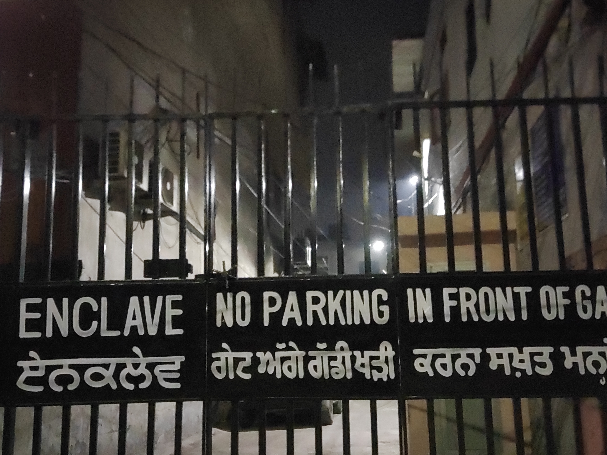 ENCLAVE NO PARKING IN FRONT OF GA
ਏਨਕਲੇਵ ਗੇਟ ਅੱਗੇ ਗੱਡੀ ਖੜੀ ਕਰਨਾ ਸਖ਼ਤ